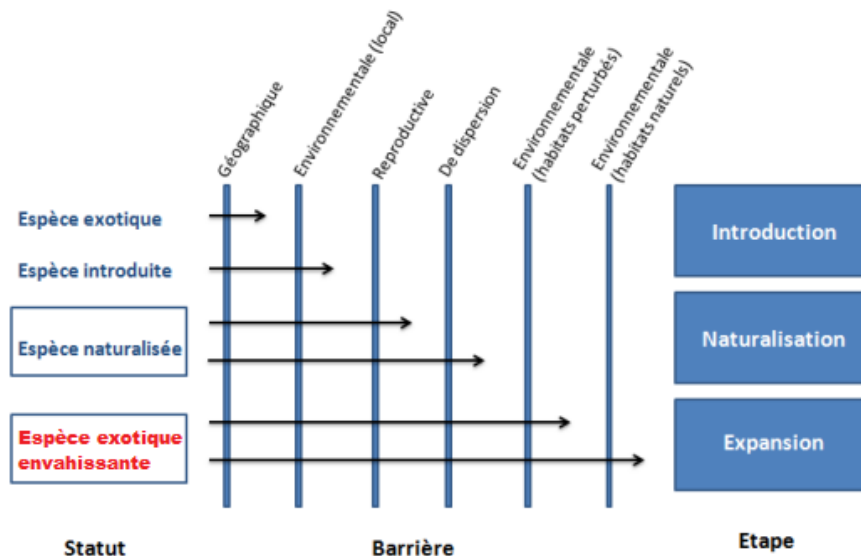 Géographique
Environnementale (local)
Reproductive
De dispersion
Environnementale
(habitats perturbés)
Environnementale
(habitats naturels)
Espèce exotique
Espèce introduite
Espèce naturalisée
Espèce exotique
envahissante
Introduction
Naturalisation
Expansion
Statut
Barrière
Etape